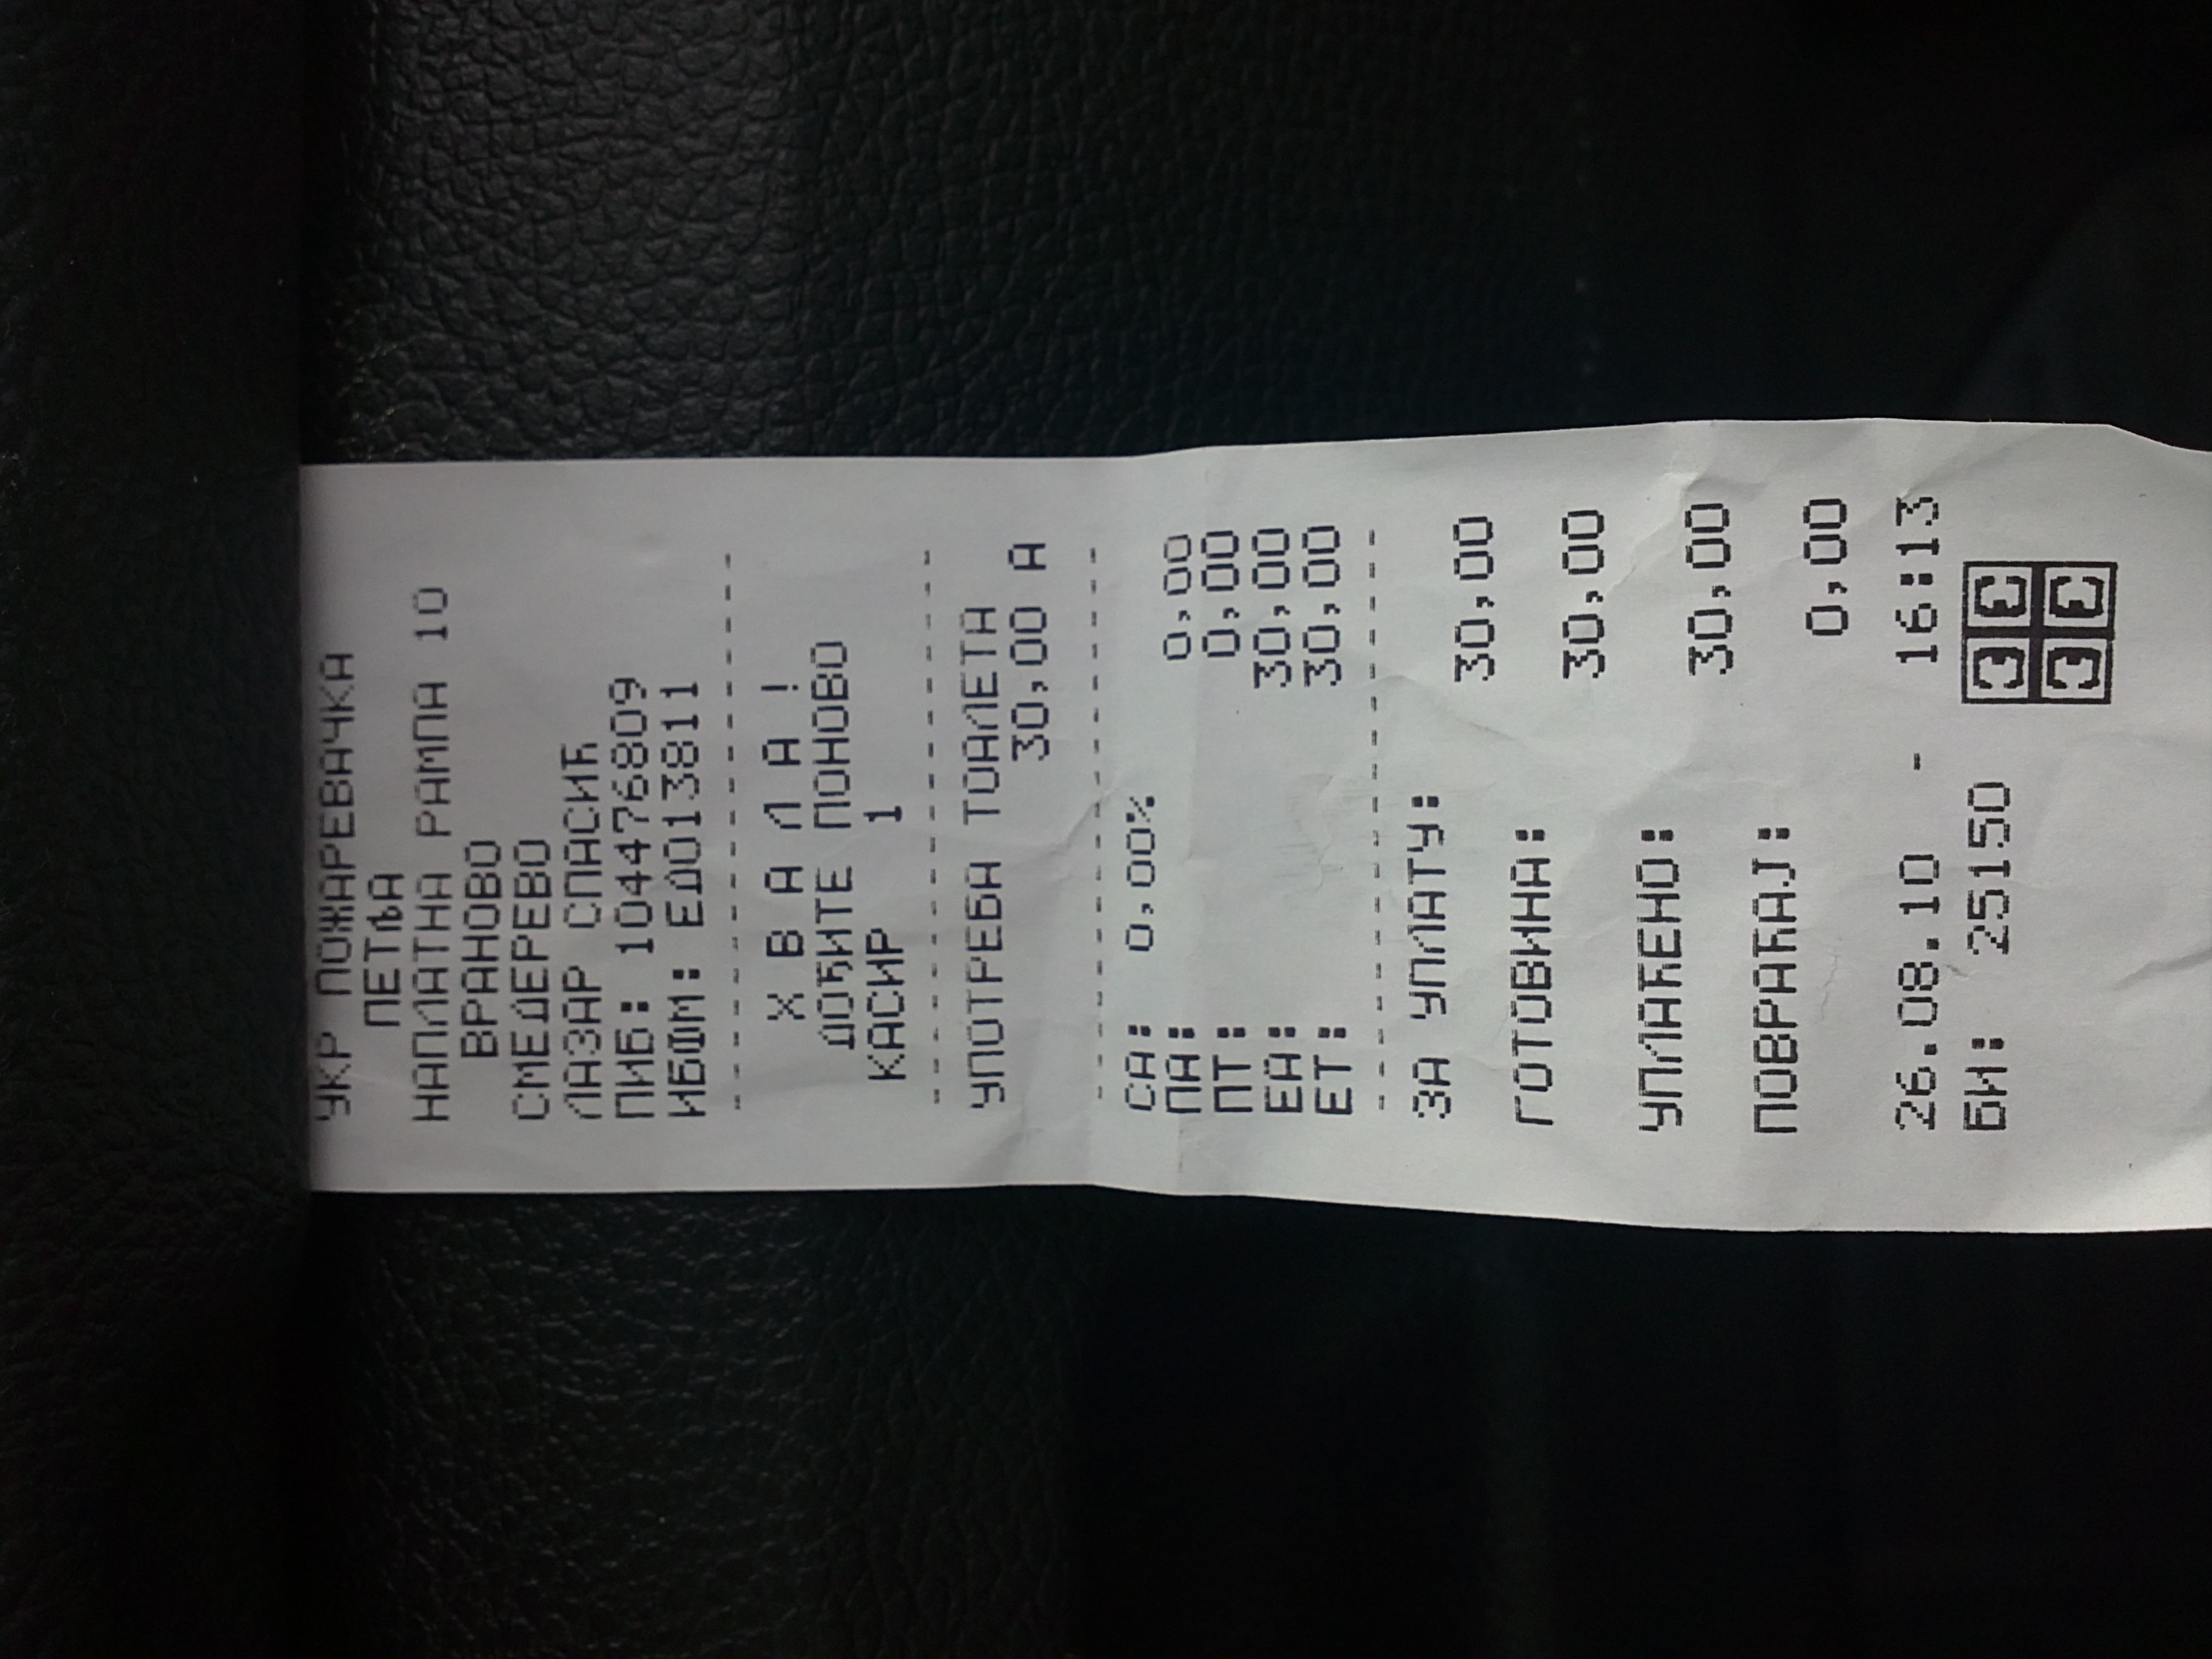 УКР ПОЖАРЕВАЧКА
ПЕТЉА
НАПЛАТНА РАМПА 10
ВРАНОВО
СМЕДЕРЕВО
ЛАЗАР СПАСИЋ
ПИБ: 104476809
ИБФМ: ЕД013811
Х В А Л А !
ДОЂИТЕ ПОНОВО
КАСИР 1
УПОТРЕБА ТОАЛЕТА
30,00 А
СА: 0,00%
ПА: 0,00
ПТ: 0,00
ЕА: 30,00
ЕТ: 30,00
ЗА УПЛАТУ: 30,00
ГОТОВИНА: 30,00
УПЛАЋЕНО: 30,00
ПОВРАЋАЈ: 0,00
26.08.10 - 16:13
БИ: 25150